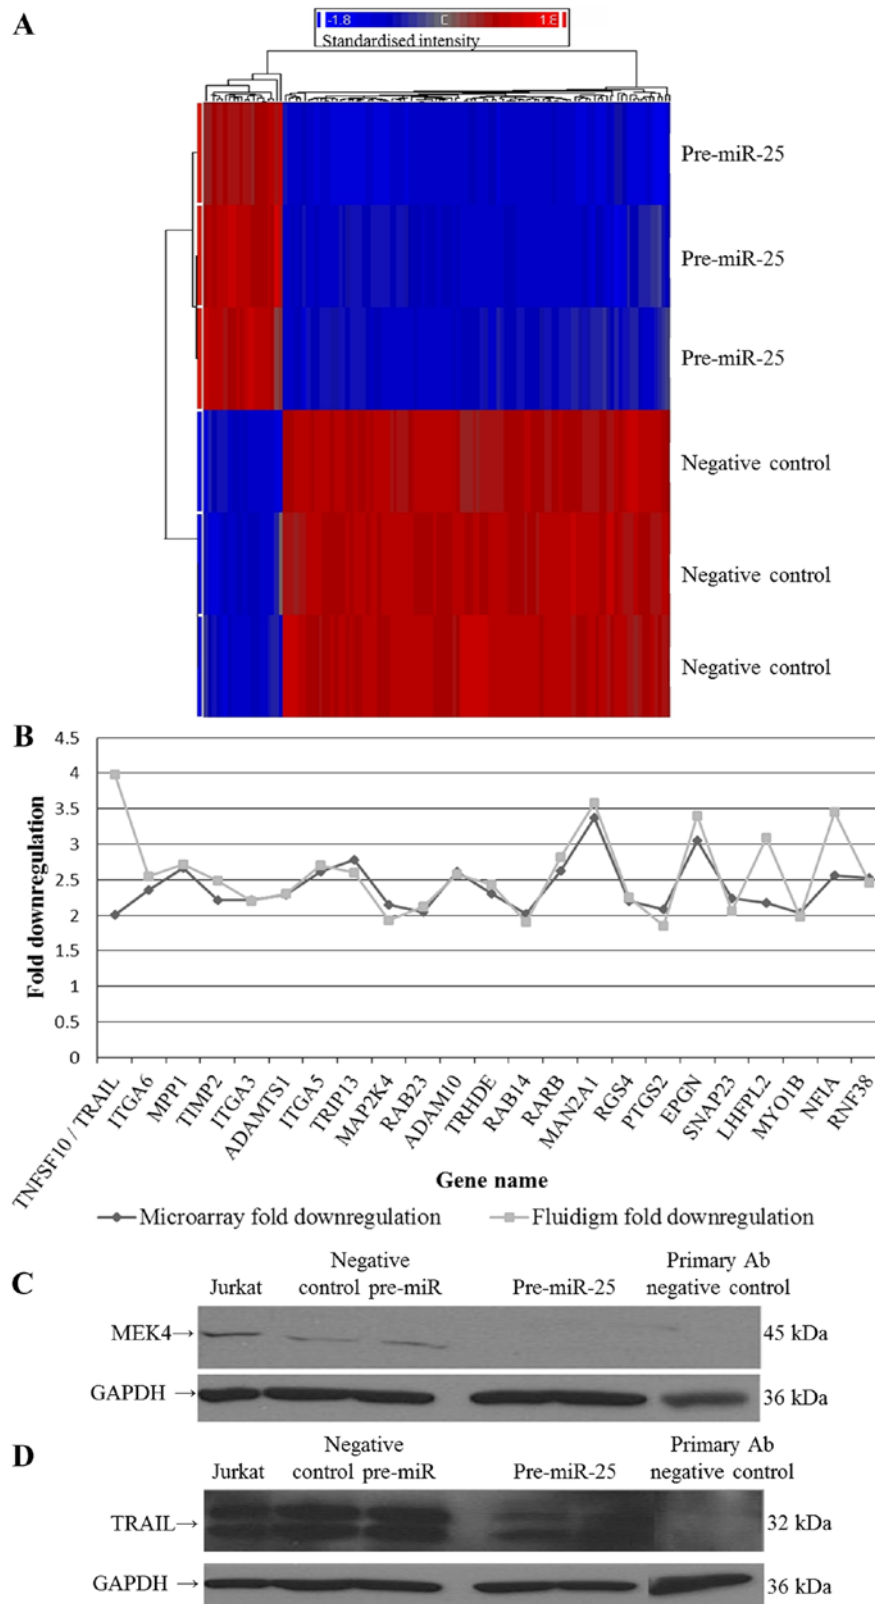 A
-1.8 C 1.8
Standardised intensity
Pre-miR-25
Pre-miR-25
Pre-miR-25
Negative control
Negative control
Negative control
B
4.5
4
3.5
3
2.5
2
1.5
1
0.5
0
Fold downregulation
TNFSF10 / TRAIL
ITGA6
MPP1
TIMP2
ITGA3
ADAMTS1
ITGA5
TRIP13
MAP2K4
RAB23
ADAM10
TRHDE
RAB14
RARB
MAN2A1
RGS4
PTGS2
EPGN
SNAP23
LHFPL2
MYO1B
NFIA
RNF38
Gene name
Microarray fold downregulation
Fluidigm fold downregulation
C
Jurkat
Negative
control pre-miR
Pre-miR-25
Primary Ab
negative control
MEK4→
45 kDa
GAPDH →
36 kDa
D
Jurkat
Negative
control pre-miR
Pre-miR-25
Primary Ab
negative control
TRAIL→
32 kDa
GAPDH →
36 kDa